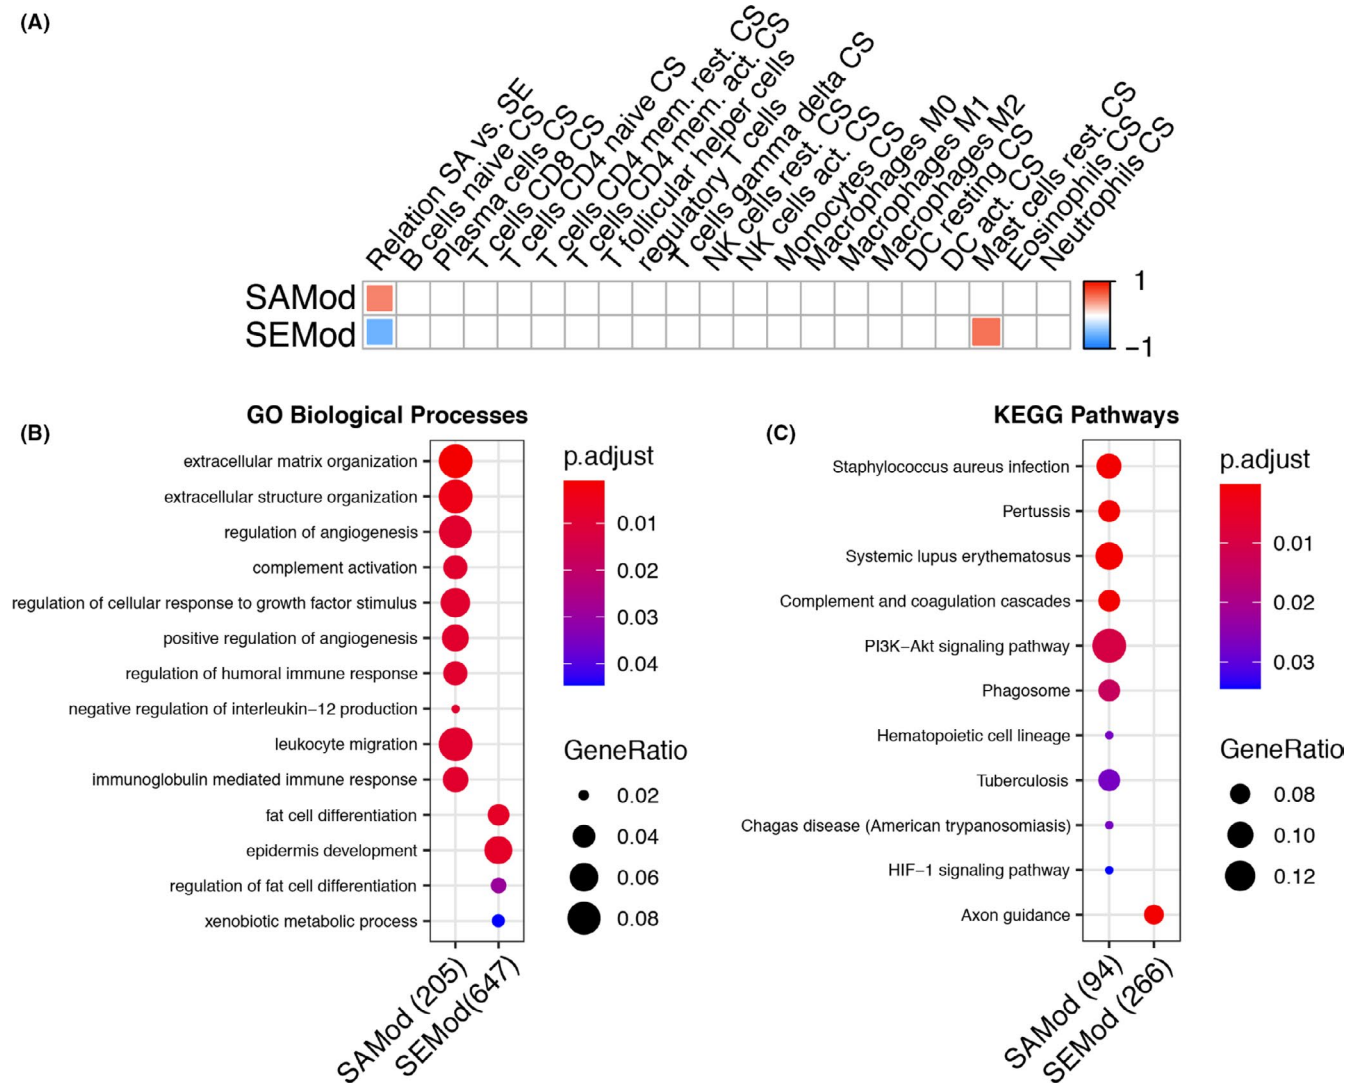 (A)
Relation SA vs. SE
B cells naive CS
Plasma cells CS
T cells CD8 CS
T cells CD4 naive CS
T cells CD4 mem. rest. CS
T cells CD4 mem. act. CS
T follicular helper cells
regulatory T cells
T cells gamma delta CS
NK cells rest. CS
NK cells act. CS
Monocytes CS
Macrophages M0
Macrophages M1
Macrophages M2
DC resting CS
DC act. CS
Mast cells rest. CS
Eosinophils CS
Neutrophils CS
SAMod
SEMod
1
−1
(B)
GO Biological Processes
extracellular matrix organization
extracellular structure organization
regulation of angiogenesis
complement activation
regulation of cellular response to growth factor stimulus
positive regulation of angiogenesis
regulation of humoral immune response
negative regulation of interleukin−12 production
leukocyte migration
immunoglobulin mediated immune response
fat cell differentiation
epidermis development
regulation of fat cell differentiation
xenobiotic metabolic process
SAMod (205)
SEMod(647)
p.adjust
0.01
0.02
0.03
0.04
GeneRatio
0.02
0.04
0.06
0.08
(C)
KEGG Pathways
Staphylococcus aureus infection
Pertussis
Systemic lupus erythematosus
Complement and coagulation cascades
PI3K−Akt signaling pathway
Phagosome
Hematopoietic cell lineage
Tuberculosis
Chagas disease (American trypanosomiasis)
HIF−1 signaling pathway
Axon guidance
SAMod (94)
SEMod (266)
p.adjust
0.01
0.02
0.03
GeneRatio
0.08
0.10
0.12